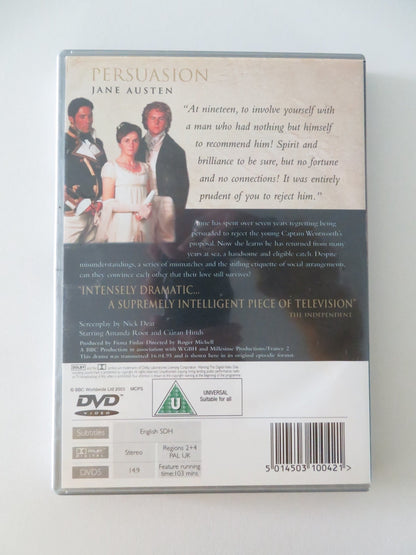 PERSUASION
JANE AUSTEN
"At nineteen, to involve yourself with
a man who had nothing but himself
to recommend him! Spirit and
brilliance to be sure, but no fortune
and no connections! It was entirely
prudent of you to reject him."
Anne has spent over seven years regretting being
persuaded to reject the young Captain Wentworth's
proposal. Now she learns he has returned from many
years at sea, a handsome and eligible catch. Despite
misunderstandings, a series of mismatches and the stifling etiquette of social arrangements,
can they convince each other that their love still survives?
"INTENSELY DRAMATIC...
A SUPREMELY INTELLIGENT PIECE OF TELEVISION"
THE INDEPENDENT
Screenplay by Nick Dear
Starring Amanda Root and Ciaran Hinds
Produced by Fiona Finlay Directed by Roger Michell
A BBC Production in association with WGBH and Millesime Productions/France 2
This drama was transmitted 16.04.95 and is shown here in its original episodic format
© BBC Worldwide Ltd 2003 MCPS
DVD
VIDEO
U
UNIVERSAL
Suitable for all
Subtitles English SDH
Stereo Regions 2+4
PAL UK
DVD5 14:9 Feature running
time:103 mins.
5 014503 100421 >